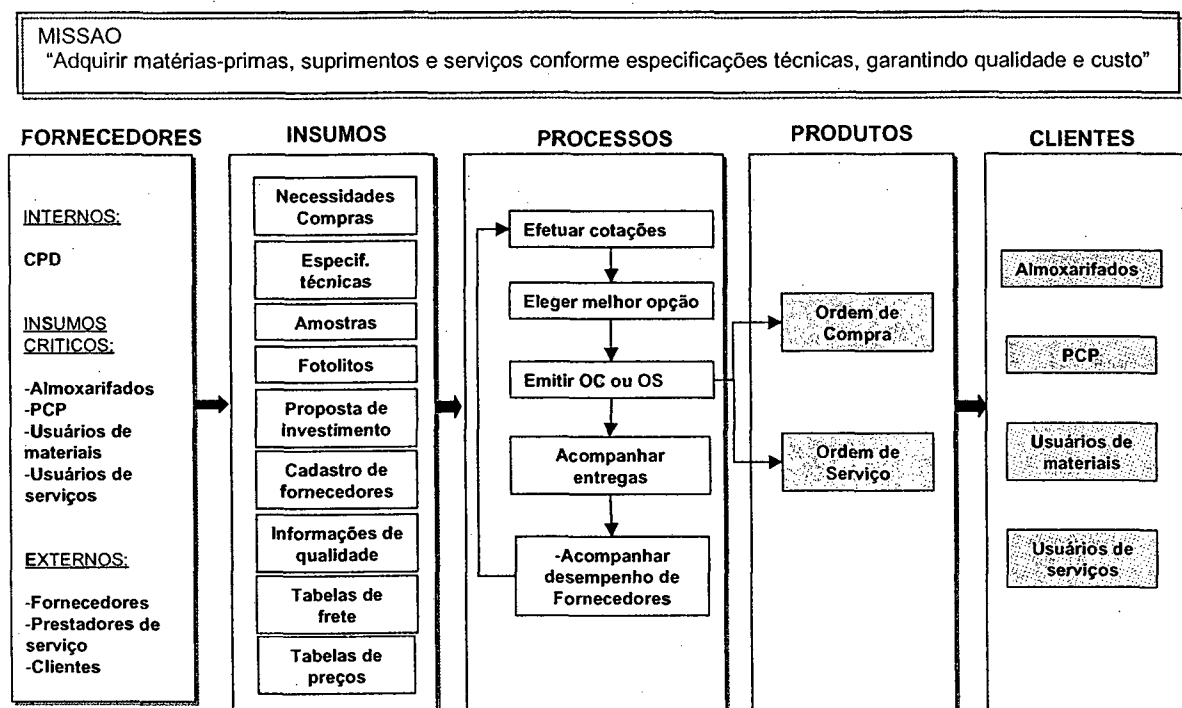 MISSAO
“Adquirir matérias-primas, suprimentos e serviços conforme especificações técnicas, garantindo qualidade e custo”
FORNECEDORES
INTERNOS:
CPD
INSUMOS
CRITICOS:
-Almoxarifados
-PCP
-Usuários de
materiais
-Usuários de
serviços
EXTERNOS:
-Fornecedores
-Prestadores de
serviço
-Clientes
INSUMOS
Necessidades
Compras
Especif.
técnicas
Amostras
Fotolitos
Proposta de
investimento
Cadastro de
fornecedores
Informações de
qualidade
Tabelas de
frete
Tabelas de
preços
PROCESSOS
Efetuar cotações
Eleger melhor opção
Emitir OC ou OS
Acompanhar
entregas
-Acompanhar
desempenho de
Fornecedores
PRODUTOS
Ordem de
Compra
Ordem de
Serviço
CLIENTES
Almoxarifados
PCP
Usuários de
materiais
Usuários de
serviços